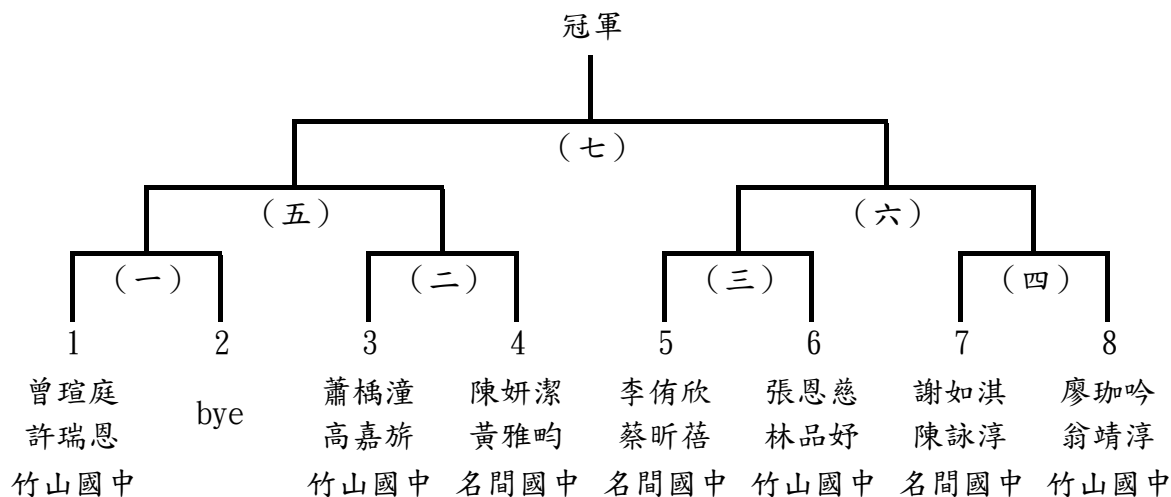 冠軍
（七）
（五） （六）
（一） （二） （三） （四）
1 2 3 4 5 6 7 8
曾瑄庭 蕭楀潼 陳妍潔 李侑欣 張恩慈 謝如淇 廖珈吟
bye
許瑞恩 高嘉旂 黃雅畇 蔡昕蓓 林品妤 陳詠淳 翁靖淳
竹山國中 竹山國中 名間國中 名間國中 竹山國中 名間國中 竹山國中